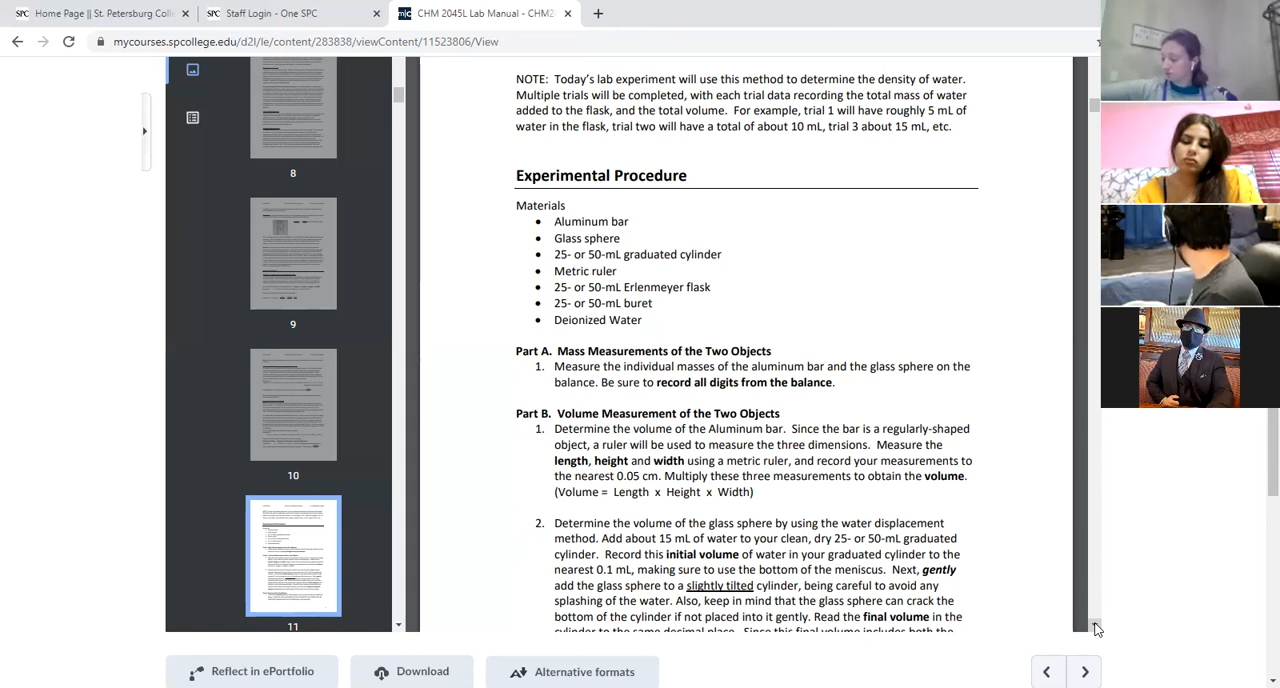 Home Page || St. Petersburg Colle
Staff Login - One SPC
CHM 2045L Lab Manual - CHM2
mycourses.spcollege.edu/d2l/le/content/283838/viewContent/11523806/View
8
9
10
11
NOTE: Today's lab experiment will use this method to determine the density of water.
Multiple trials will be completed, with each trial data recording the total mass of water
added to the flask, and the total volume. For example, trial 1 will have roughly 5 mL of
water in the flask, trial two will have a total of about 10 mL, trial 3 about 15 mL, etc.
Experimental Procedure
Materials
• Aluminum bar
• Glass sphere
• 25- or 50-mL graduated cylinder
• Metric ruler
• 25- or 50-mL Erlenmeyer flask
• 25- or 50-mL buret
• Deionized Water
Part A. Mass Measurements of the Two Objects
1. Measure the individual masses of the aluminum bar and the glass sphere on the
balance. Be sure to record all digits from the balance.
Part B. Volume Measurement of the Two Objects
1. Determine the volume of the Aluminum bar. Since the bar is a regularly-shaped
object, a ruler will be used to measure the three dimensions. Measure the
length, height and width using a metric ruler, and record your measurements to
the nearest 0.05 cm. Multiply these three measurements to obtain the volume.
(Volume = Length x Height x Width)
2. Determine the volume of the glass sphere by using the water displacement
method. Add about 15 mL of water to your clean, dry 25- or 50-mL graduated
cylinder. Record this initial volume of water in your graduated cylinder to the
nearest 0.1 mL, making sure to use the bottom of the meniscus. Next, gently
add the glass sphere to a slightly tilted cylinder, being careful to avoid any
splashing of the water. Also, keep in mind that the glass sphere can crack the
bottom of the cylinder if not placed into it gently. Read the final volume in the
cylinder to the same decimal place. Since this final volume includes both the
Reflect in ePortfolio
Download
Alternative formats